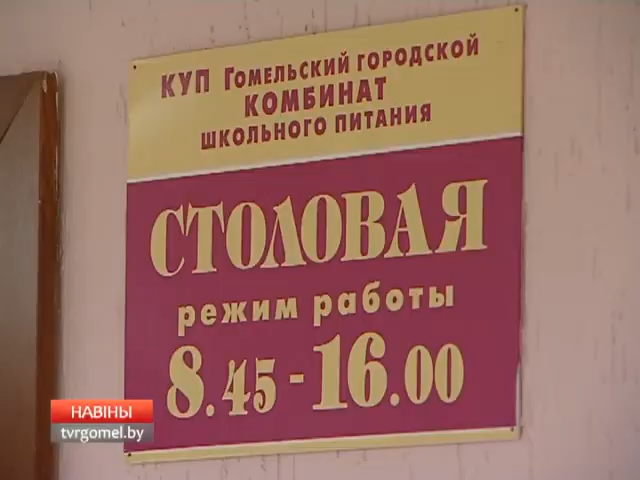 КУП Гомельский городской
КОМБИНАТ
школьного питания
СТОЛОВАЯ
режим работы
8.45 - 16.00
НАВІНЫ
tvrgomel.by